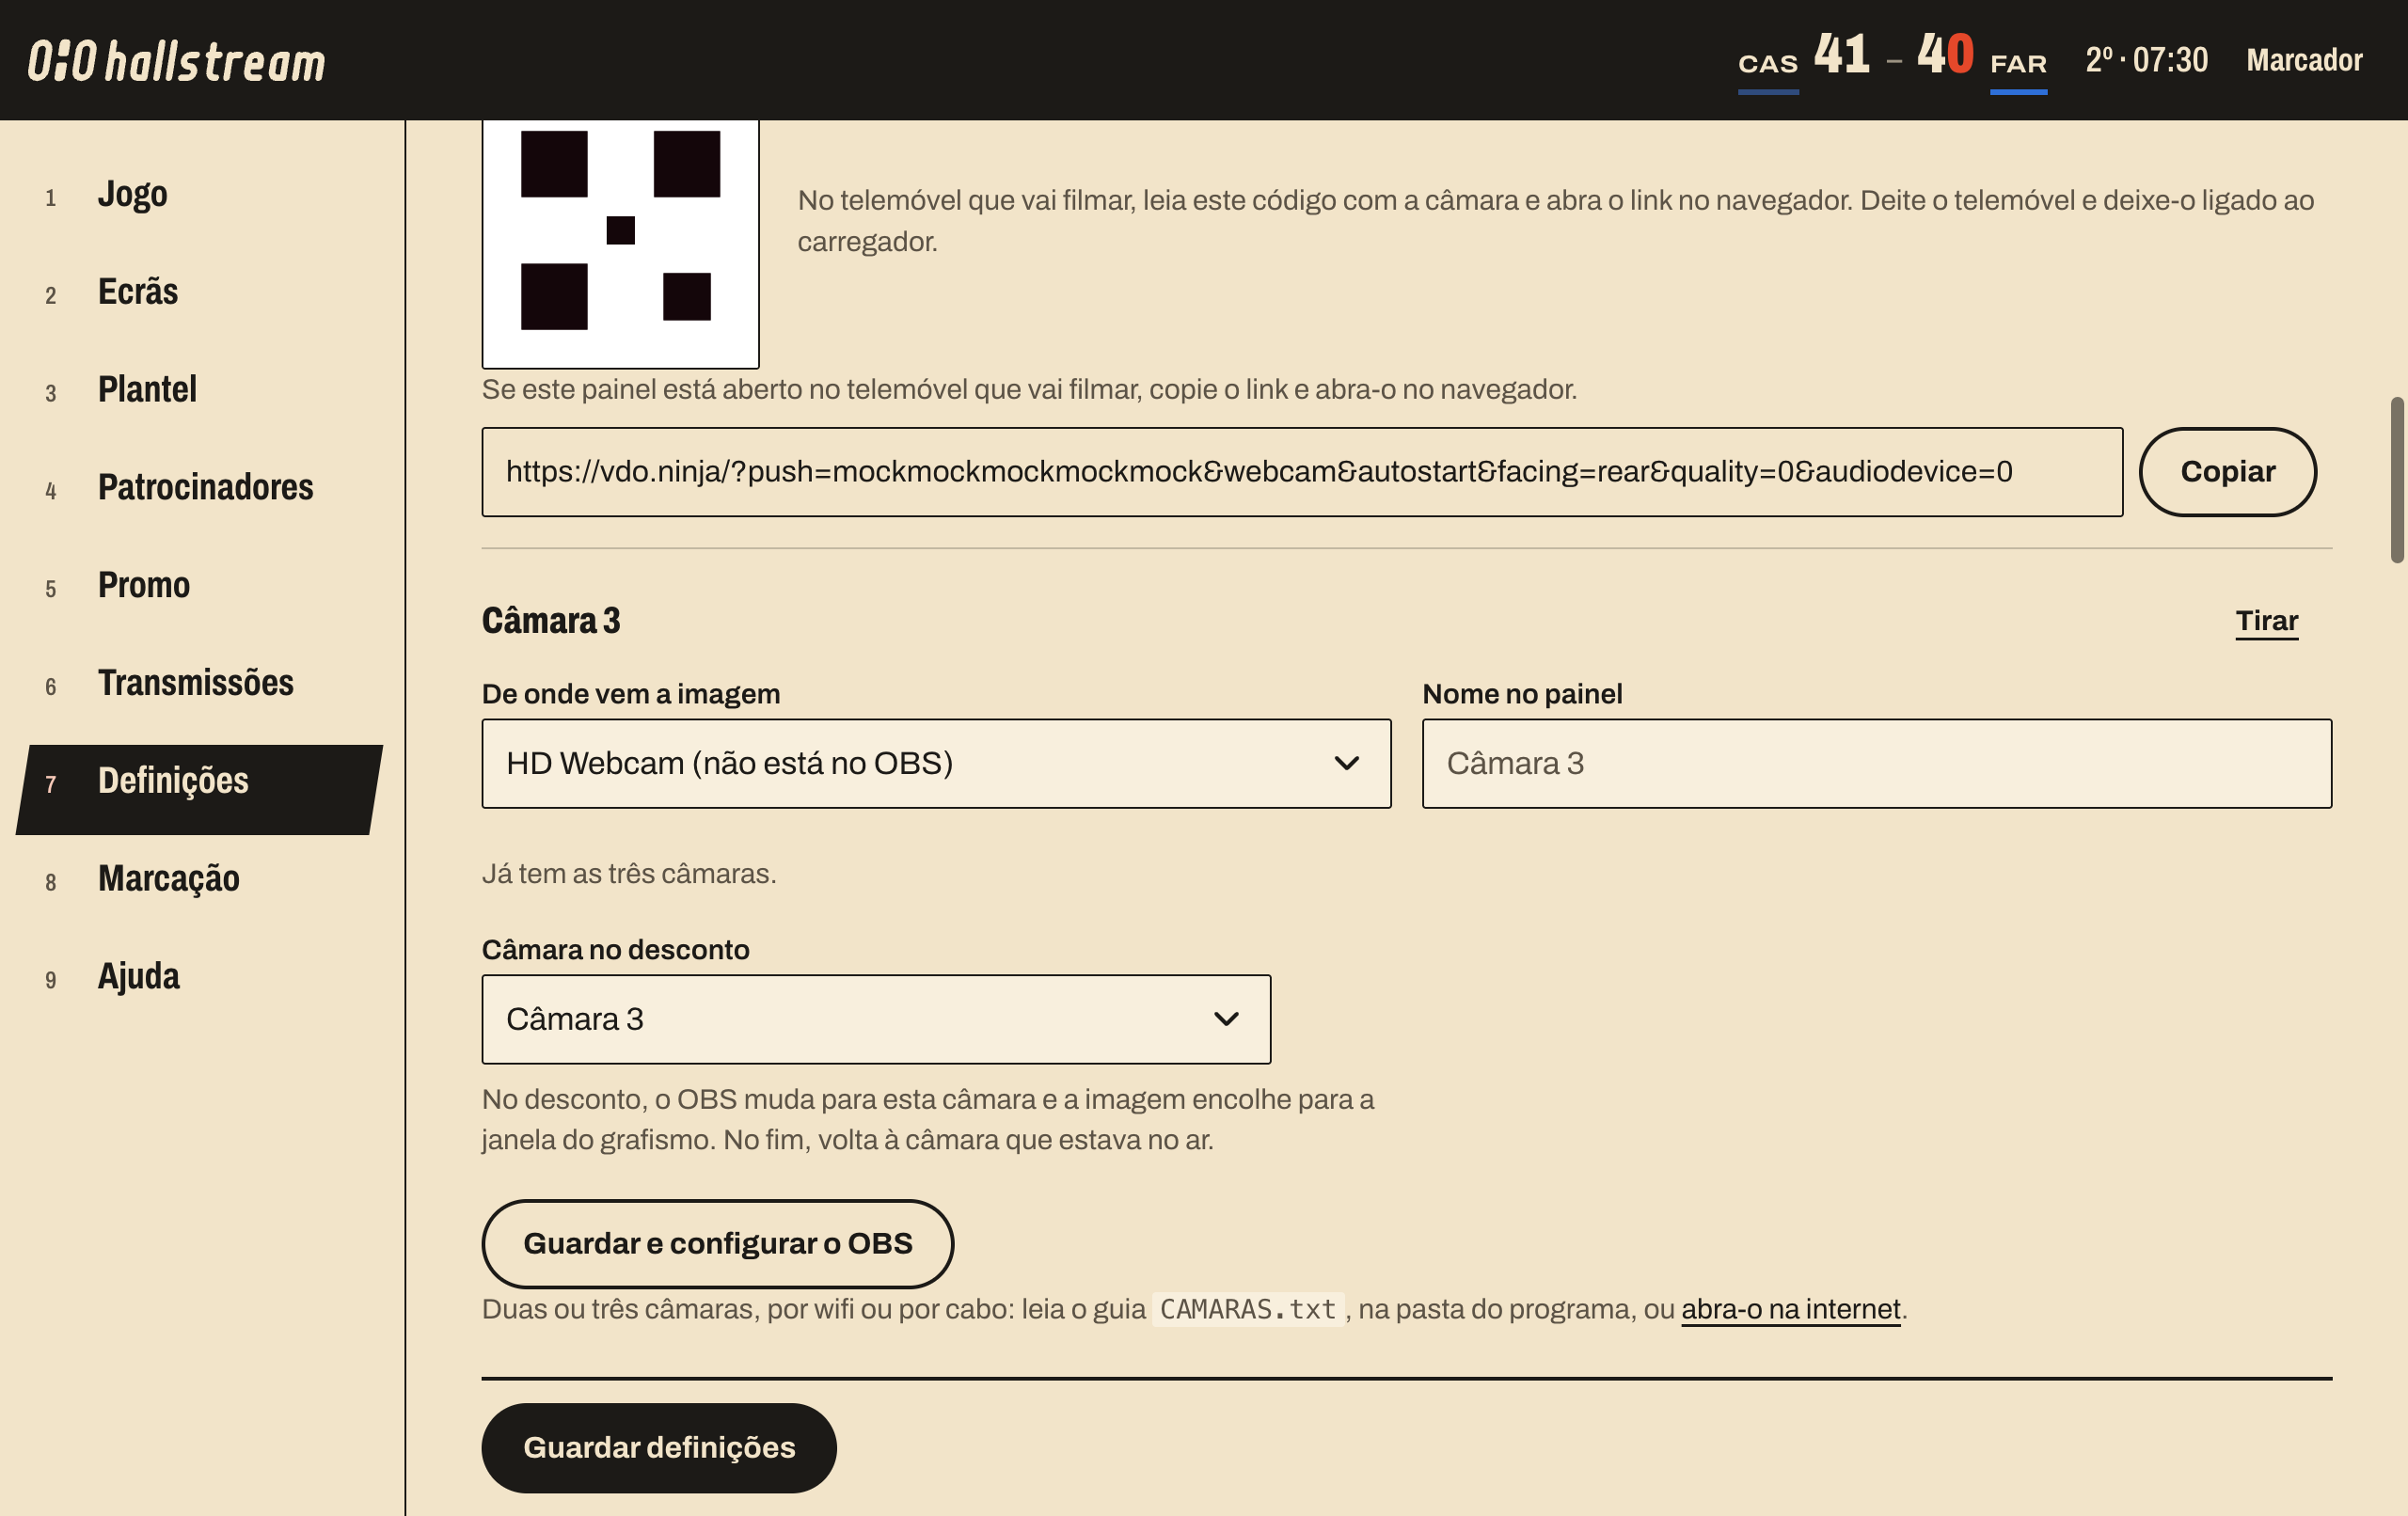 0:0 hallstream
CAS 41 – 40 FAR 2º · 07:30 Marcador
1 Jogo
2 Ecrãs
3 Plantel
4 Patrocinadores
5 Promo
6 Transmissões
7 Definições
8 Marcação
9 Ajuda
No telemóvel que vai filmar, leia este código com a câmara e abra o link no navegador. Deite o telemóvel e deixe-o ligado ao
carregador.
Se este painel está aberto no telemóvel que vai filmar, copie o link e abra-o no navegador.
https://vdo.ninja/?push=mockmockmockmockmock&webcam&autostart&facing=rear&quality=0&audiodevice=0
Copiar
Câmara 3
Tirar
De onde vem a imagem
Nome no painel
HD Webcam (não está no OBS)
Câmara 3
Já tem as três câmaras.
Câmara no desconto
Câmara 3
No desconto, o OBS muda para esta câmara e a imagem encolhe para a
janela do grafismo. No fim, volta à câmara que estava no ar.
Guardar e configurar o OBS
Duas ou três câmaras, por wifi ou por cabo: leia o guia CAMARAS.txt, na pasta do programa, ou abra-o na internet.
Guardar definições